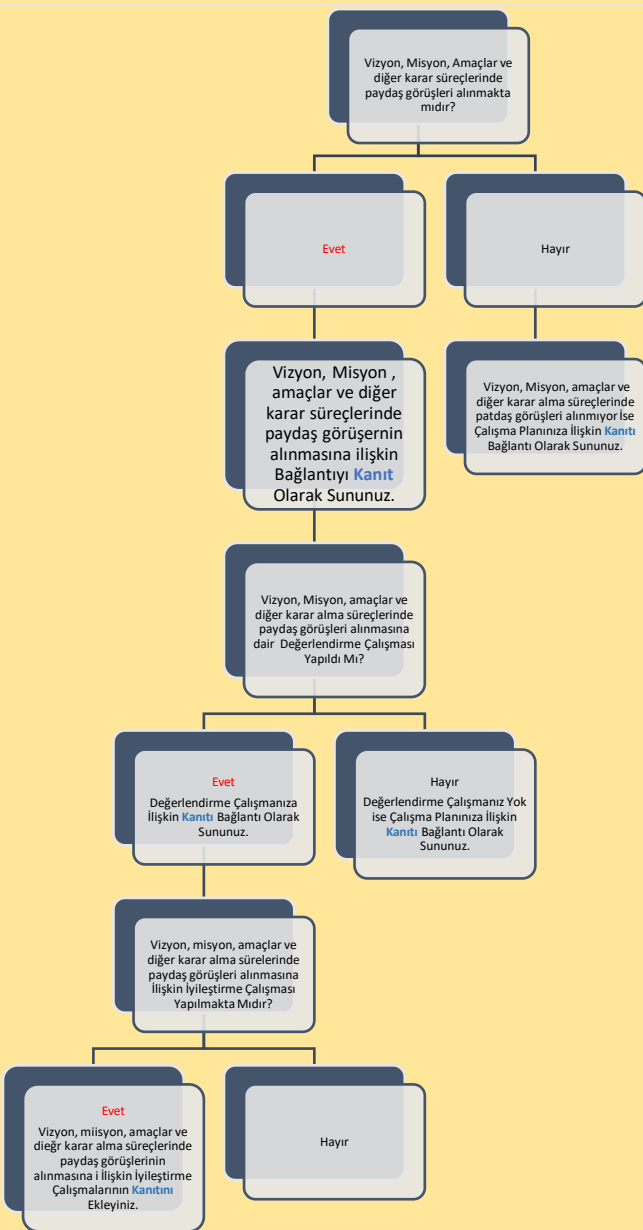 Vizyon, Misyon, Amaçlar ve
diğer karar süreçlerinde
paydaş görüşleri alınmakta
mıdır?
Evet
Hayır
Vizyon, Misyon ,
amaçlar ve diğer
karar süreçlerinde
paydaş görüşernin
alınmasına ilişkin
Bağlantıyı Kanıt
Olarak Sununuz.
Vizyon, Misyon, amaçlar ve
diğer karar alma süreçlerinde
patdaş görüşleri alınmıyor İse
Çalışma Planınıza İlişkin Kanıtı
Bağlantı Olarak Sununuz.
Vizyon, Misyon, amaçlar ve
diğer karar alma süreçlerinde
paydaş görüşleri alınmasına
dair Değerlendirme Çalışması
Yapıldı Mı?
Evet
Değerlendirme Çalışmanıza
İlişkin Kanıtı Bağlantı Olarak
Sununuz.
Hayır
Değerlendirme Çalışmanız Yok
ise Çalışma Planınıza İlişkin
Kanıtı Bağlantı Olarak
Sununuz.
Vizyon, misyon, amaçlar ve
diğer karar alma sürelerinde
paydaş görüşleri alınmasına
İlişkin İyileştirme Çalışması
Yapılmakta Mıdır?
Evet
Vizyon, miisyon, amaçlar ve
dieğr karar alma süreçlerinde
paydaş görüşlerinin
alınmasına i İlişkin İyileştirme
Çalışmalarının Kanıtını
Ekleyiniz.
Hayır